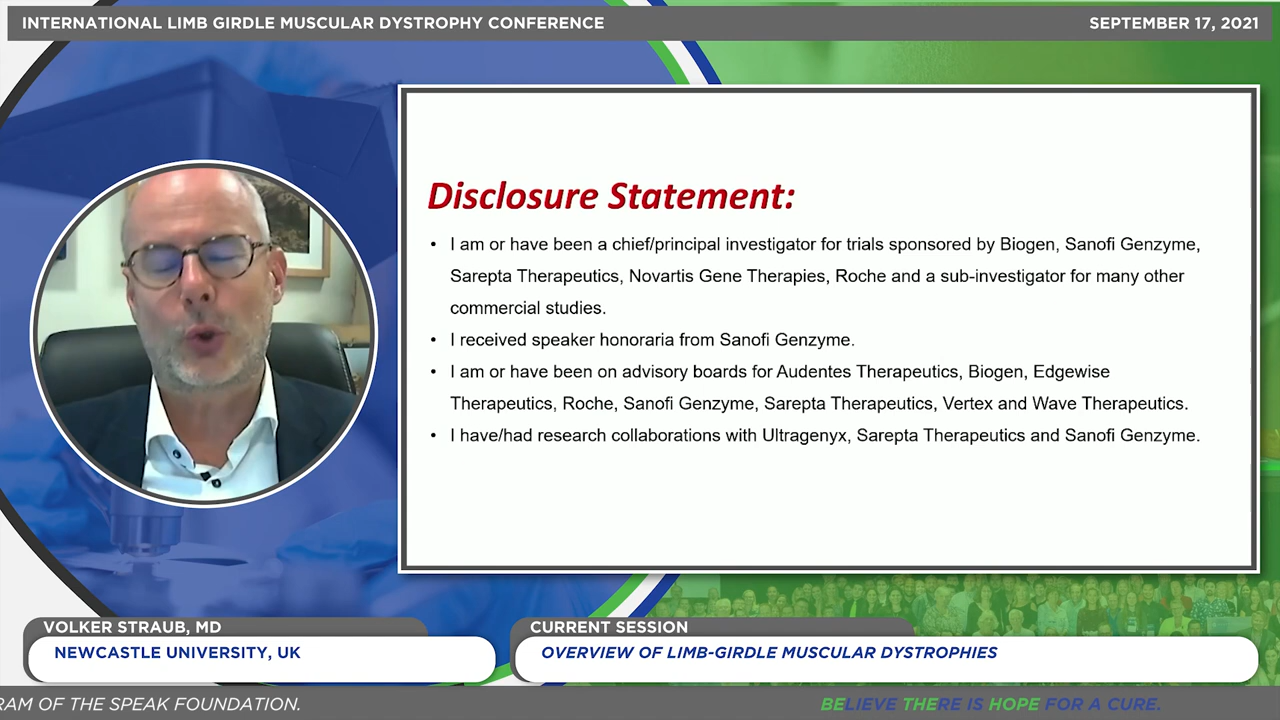 INTERNATIONAL LIMB GIRDLE MUSCULAR DYSTROPHY CONFERENCE
SEPTEMBER 17, 2021
Disclosure Statement:
• I am or have been a chief/principal investigator for trials sponsored by Biogen, Sanofi Genzyme,
Sarepta Therapeutics, Novartis Gene Therapies, Roche and a sub-investigator for many other
commercial studies.
• I received speaker honoraria from Sanofi Genzyme.
• I am or have been on advisory boards for Audentes Therapeutics, Biogen, Edgewise
Therapeutics, Roche, Sanofi Genzyme, Sarepta Therapeutics, Vertex and Wave Therapeutics.
• I have/had research collaborations with Ultragenyx, Sarepta Therapeutics and Sanofi Genzyme.
VOLKER STRAUB, MD
NEWCASTLE UNIVERSITY, UK
CURRENT SESSION
OVERVIEW OF LIMB-GIRDLE MUSCULAR DYSTROPHIES
RAM OF THE SPEAK FOUNDATION.
BELIEVE THERE IS HOPE FOR A CURE.